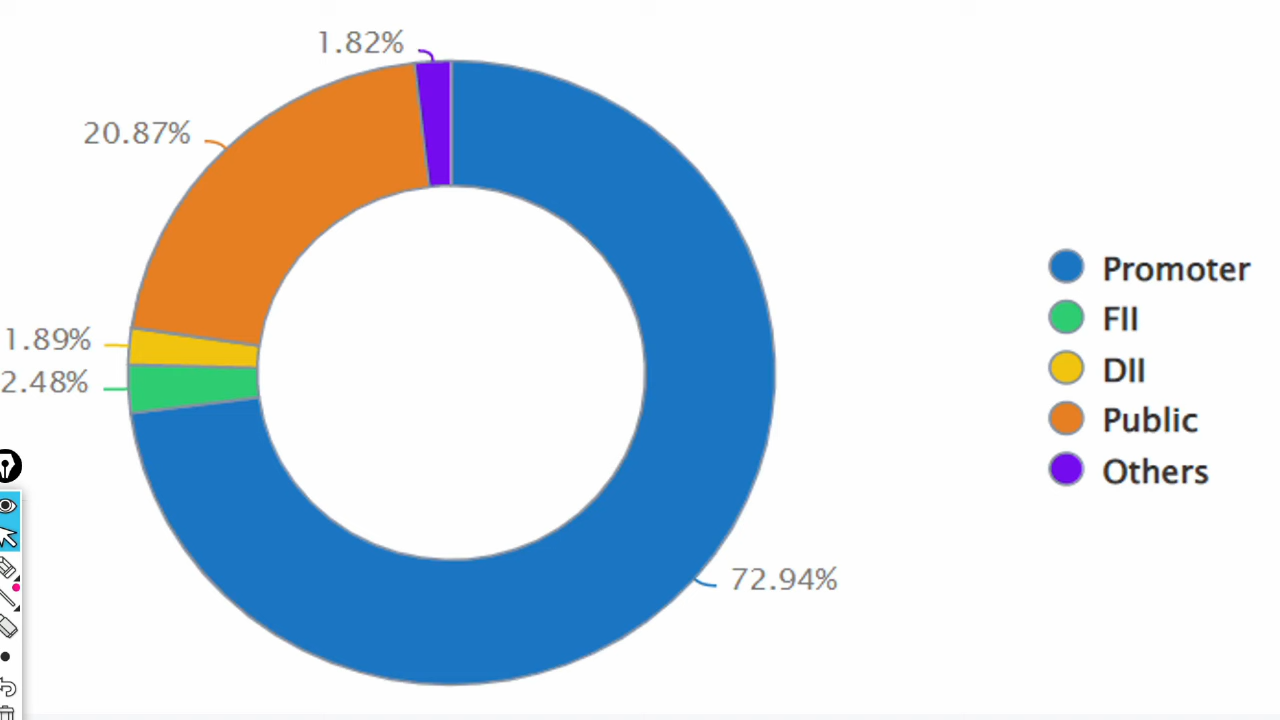 1.82%
20.87%
1.89%
2.48%
72.94%
Promoter
FII
DII
Public
Others